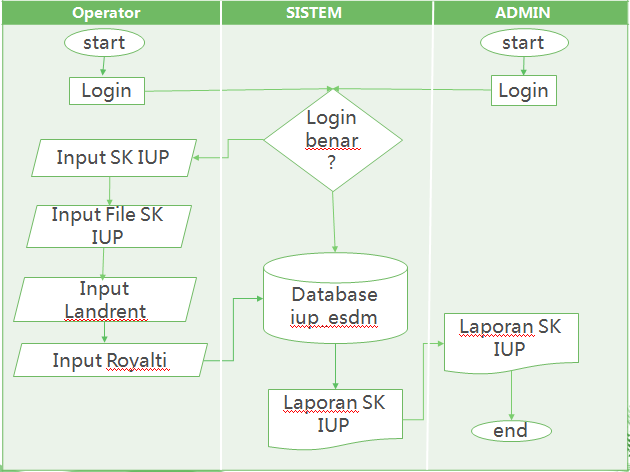 Operator
SISTEM
ADMIN
start
start
Login
Login
Login
benar
?
Input SK IUP
Input File SK
IUP
Input
Landrent
Input Royalti
Database
iup_esdm
Laporan SK
IUP
Laporan SK
IUP
end